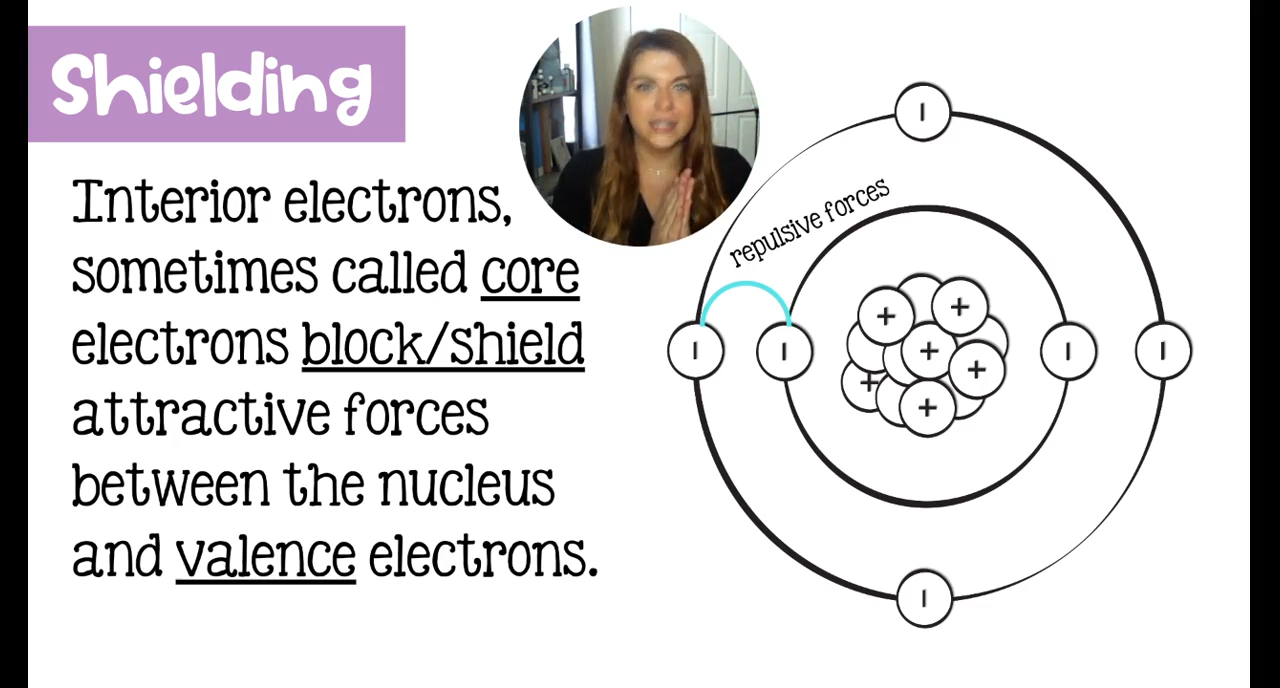 Shielding
Interior electrons,
sometimes called core
electrons block/shield
attractive forces
between the nucleus
and valence electrons.
repulsive forces
+ +
+
+ +
+